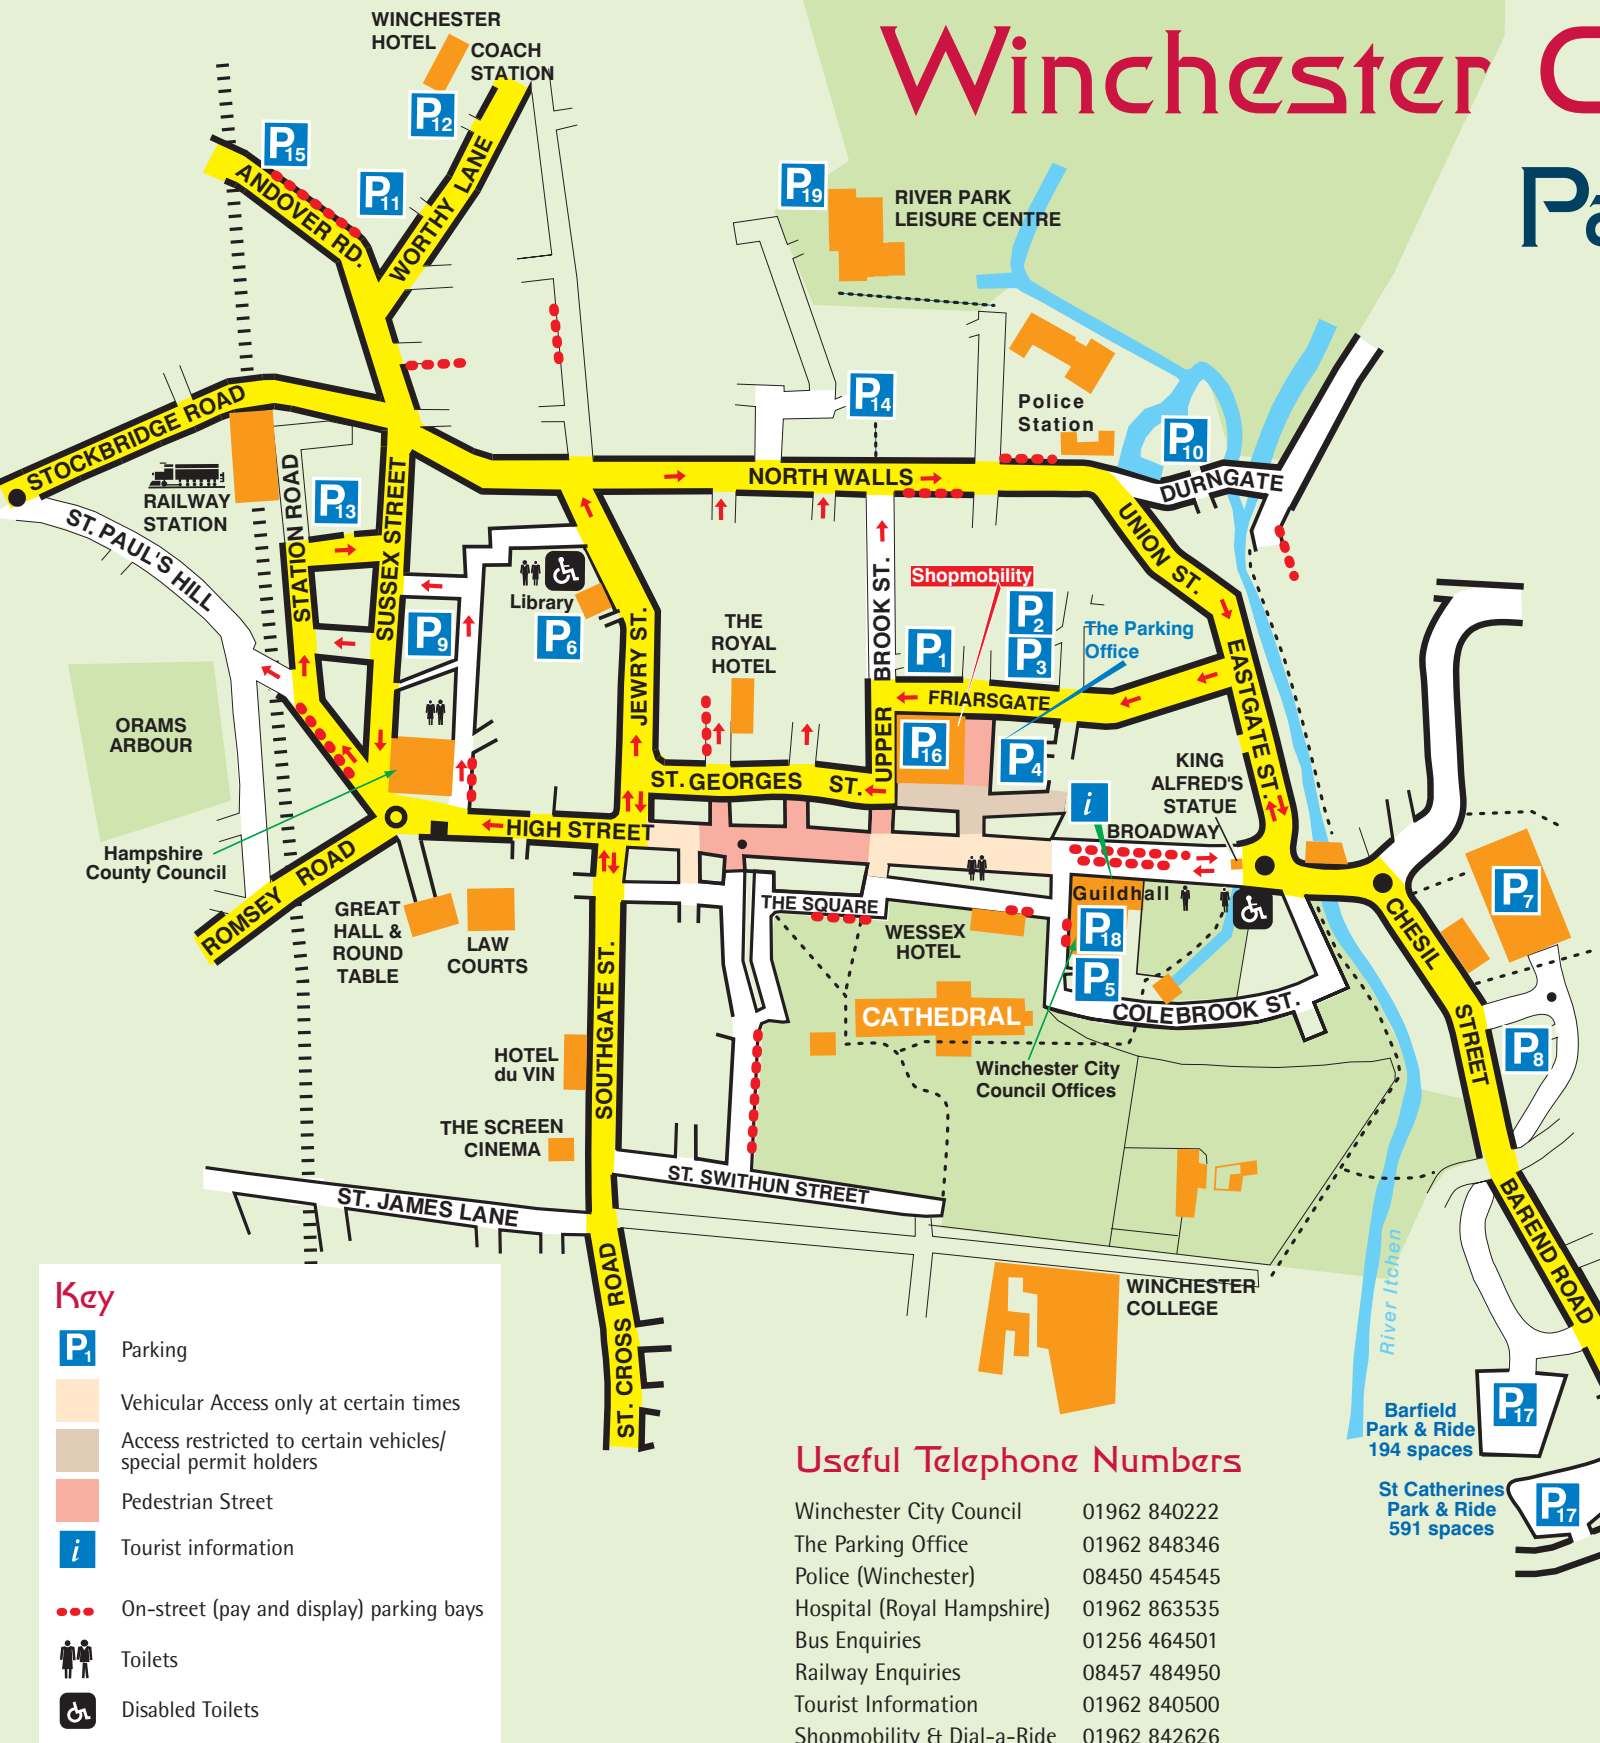 Winchester C
Pa
WINCHESTER
HOTEL
COACH
STATION
P12
P15
P11
ANDOVER RD.
WORTHY LANE
P19
RIVER PARK
LEISURE CENTRE
P14
Police
Station
P10
STOCKBRIDGE ROAD
NORTH WALLS
DURNGATE
RAILWAY
STATION
STATION ROAD
P13
SUSSEX STREET
ST. PAUL'S HILL
UNION ST.
Library
P6
P9
JEWRY ST.
THE
ROYAL
HOTEL
UPPER BROOK ST.
Shopmobility
P1
P2
P3
The Parking
Office
FRIARSGATE
EASTGATE ST.
ORAMS
ARBOUR
P16
P4
ST. GEORGES ST.
KING
ALFRED'S
STATUE
i
BROADWAY
HIGH STREET
Hampshire
County Council
ROMSEY ROAD
GREAT
HALL &
ROUND
TABLE
LAW
COURTS
THE SQUARE
Guildhall
WESSEX
HOTEL
P18
P5
P7
CHESIL STREET
CATHEDRAL
COLEBROOK ST.
Winchester City
Council Offices
P8
SOUTHGATE ST.
HOTEL
du VIN
THE SCREEN
CINEMA
ST. SWITHUN STREET
ST. JAMES LANE
BAREND ROAD
River Itchen
ST. CROSS ROAD
WINCHESTER
COLLEGE
P17
Barfield
Park & Ride
194 spaces
St Catherines
Park & Ride
591 spaces
P17
Key
P1 Parking
Vehicular Access only at certain times
Access restricted to certain vehicles/
special permit holders
Pedestrian Street
i Tourist information
On-street (pay and display) parking bays
Toilets
Disabled Toilets
Useful Telephone Numbers
Winchester City Council 01962 840222
The Parking Office 01962 848346
Police (Winchester) 08450 454545
Hospital (Royal Hampshire) 01962 863535
Bus Enquiries 01256 464501
Railway Enquiries 08457 484950
Tourist Information 01962 840500
Shopmobility & Dial-a-Ride 01962 842626